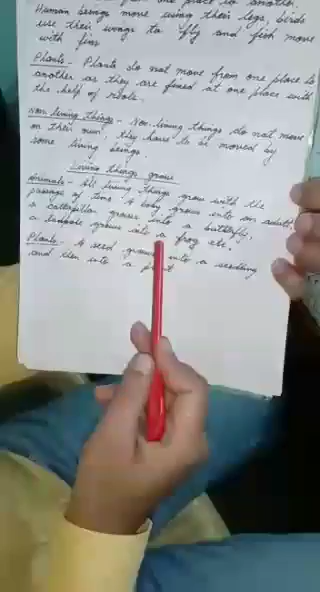 from one place to another.
Human beings move using their legs, birds
use their wings to fly and fish move
with fins
Plants - Plants do not move from one place to
another as they are fixed at one place with
the help of roots.
Non living things - Non-living things do not move
on their own. They have to be moved by
some living beings.
Living things grow
Animals - All living things grow with the
passage of time. A baby grows into an adult,
a caterpillar grows into a butterfly,
a tadpole grows into a frog etc.
Plants - A seed grows into a seedling
and then into a plant